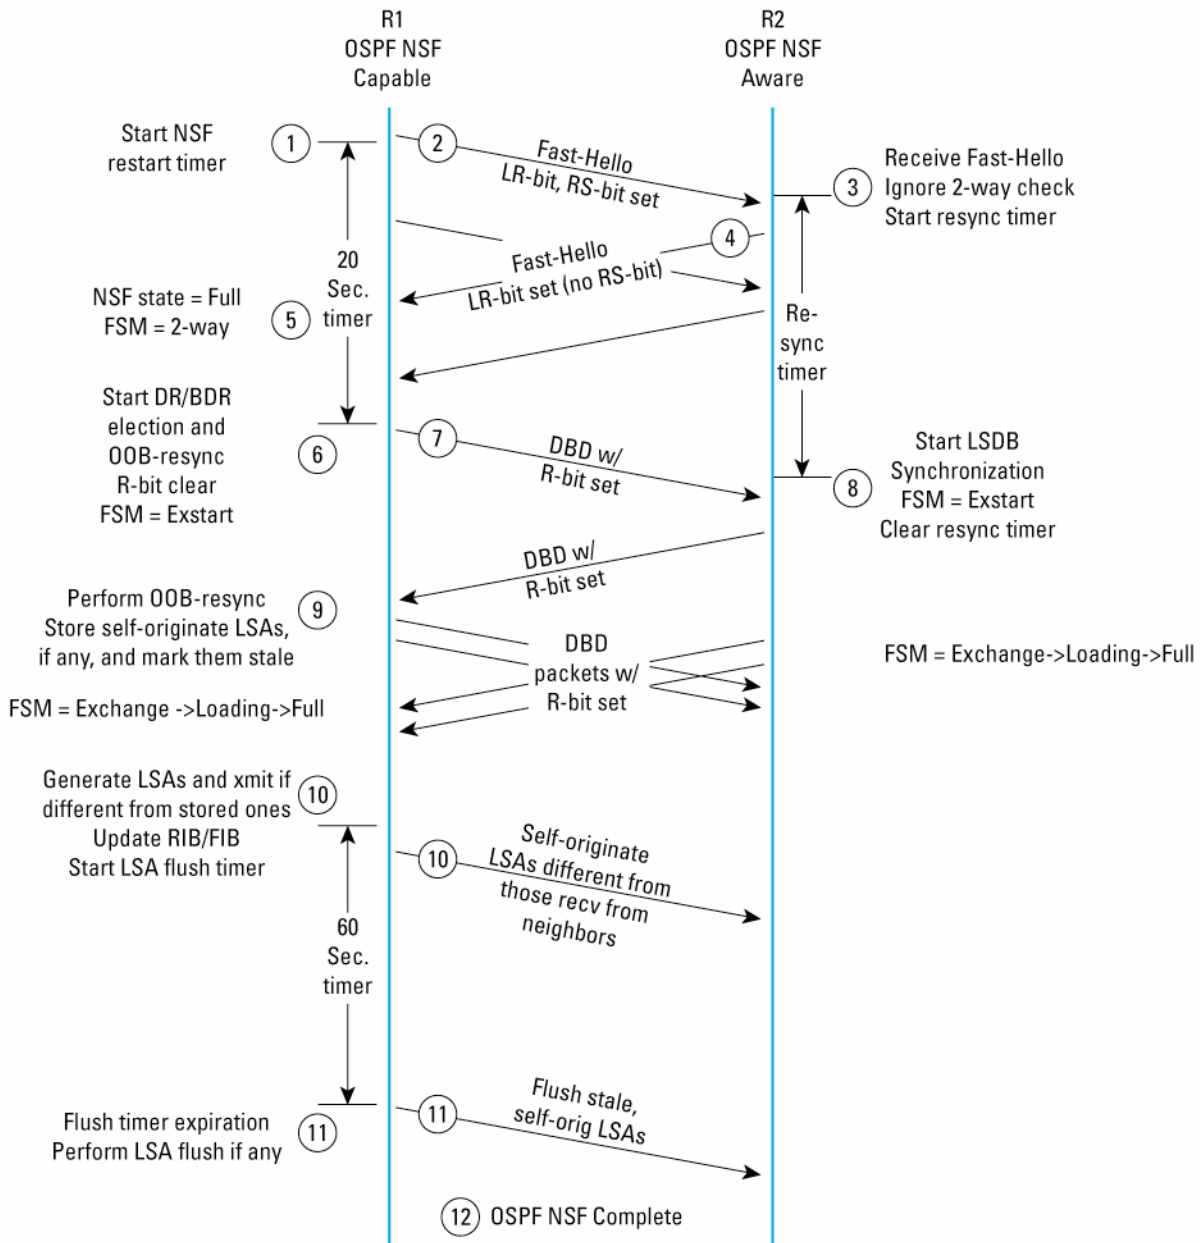 R1
OSPF NSF
Capable
R2
OSPF NSF
Aware
Start NSF
restart timer
1
2
Fast-Hello
LR-bit, RS-bit set
3
Receive Fast-Hello
Ignore 2-way check
Start resync timer
4
Fast-Hello
LR-bit set (no RS-bit)
20
Sec.
timer
NSF state = Full
FSM = 2-way
5
Re-
sync
timer
Start DR/BDR
election and
OOB-resync
R-bit clear
FSM = Exstart
6
7
DBD w/
R-bit set
8
Start LSDB
Synchronization
FSM = Exstart
Clear resync timer
DBD w/
R-bit set
Perform OOB-resync
Store self-originate LSAs,
if any, and mark them stale
9
DBD
packets w/
R-bit set
FSM = Exchange->Loading->Full
FSM = Exchange ->Loading->Full
Generate LSAs and xmit if
different from stored ones
Update RIB/FIB
Start LSA flush timer
10
10
Self-originate
LSAs different from
those recv from
neighbors
60
Sec.
timer
Flush timer expiration
Perform LSA flush if any
11
11
Flush stale,
self-orig LSAs
12 OSPF NSF Complete